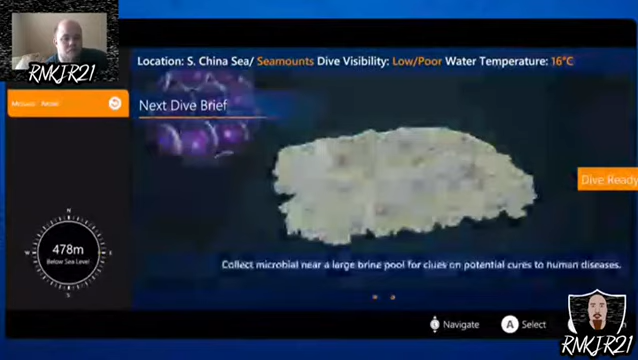 RNKJR21
Location: S. China Sea/ Seamounts Dive Visibility: Low/Poor Water Temperature: 16°C
Next Dive Brief
Dive Ready
N
W E
S
478m
Below Sea Level
Collect microbial near a large brine pool for clues on potential cures to human diseases.
Navigate A Select
RNKJR21